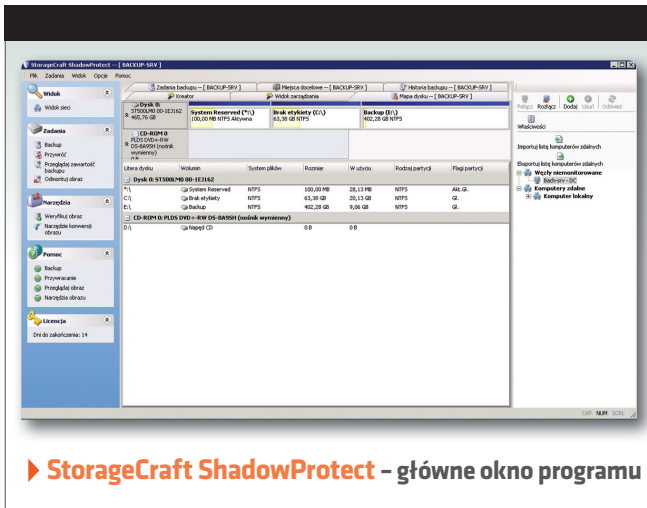 StorageCraft ShadowProtect — [ BACKUP-SRV ]
Plik Zadania Widok Opcje Pomoc
Widok
Widok sieci
Zadania
Backup
Przywróć
Przeglądaj zawartość
backupu
Odmontuj obraz
Narzędzia
Weryfikuj obraz
Narzędzie konwersji
obrazu
Pomoc
Backup
Przywracanie
Przeglądaj obraz
Narzędzia obrazu
Licencja
Dni do zakończenia: 14
Zadania backupu — [ BACKUP-SRV ] Miejsca docelowe — [ BACKUP-SRV ] Historia backupu — [ BACKUP-SRV ]
Kreator Widok zarządzania Mapa dysku — [ BACKUP-SRV ]
Dysk 0:
ST500LM0 00-1EJ162
465,76 GB
System Reserved (*:\)
100,00 MB NTFS Aktywna
Brak etykiety (C:\)
63,38 GB NTFS
Backup (E:\)
402,28 GB NTFS
CD-ROM 0:
PLDS DVD+-RW
DS-8A9SH (nośnik
wymienny)
0 B
Litera dysku Wolumin System plików Rozmiar W użyciu Rodzaj partycji Flagi partycji
Dysk 0: ST500LM0 00-1EJ162
*:\ System Reserved NTFS 100,00 MB 28,13 MB NTFS Akt.Gł.
C:\ Brak etykiety NTFS 63,38 GB 20,13 GB NTFS Gł.
E:\ Backup NTFS 402,28 GB 9,06 GB NTFS Gł.
CD-ROM 0: PLDS DVD+-RW DS-8A9SH (nośnik wymienny)
D:\ Napęd CD 0 B 0 B
Połącz Rozłącz Dodaj Usuń Odśwież
Właściwości
Importuj listę komputerów zdalnych
Eksportuj listę komputerów zdalnych
Węzły niemonitorowane
Bach-srv - DC
Komputery zdalne
Komputer lokalny
CAP NUM SCRL
StorageCraft ShadowProtect – główne okno programu